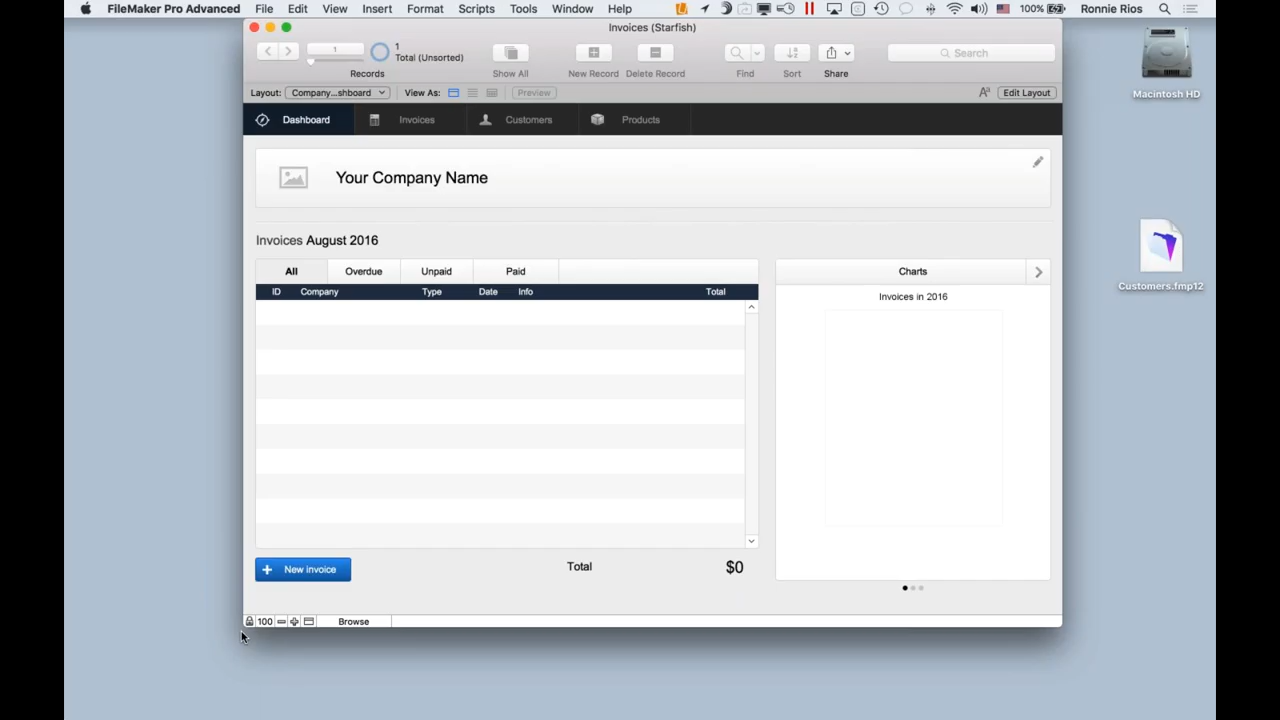 FileMaker Pro Advanced File Edit View Insert Format Scripts Tools Window Help 100% Ronnie Rios
Invoices (Starfish)
1 1
Total (Unsorted)
Records Show All New Record Delete Record Find Sort Share Search
Layout: Company...shboard View As: Preview Edit Layout
Dashboard Invoices Customers Products
Your Company Name
Invoices August 2016
All Overdue Unpaid Paid Charts
ID Company Type Date Info Total
Invoices in 2016
New invoice Total $0
100 Browse
Macintosh HD
Customers.fmp12